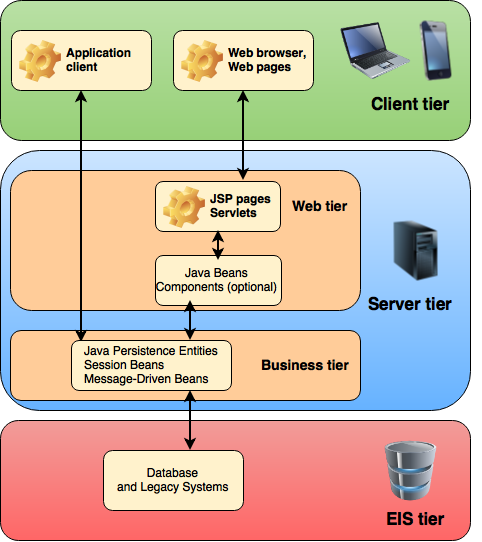 Application
client
Web browser,
Web pages
Client tier
JSP pages
Servlets
Web tier
Java Beans
Components (optional)
Server tier
Java Persistence Entities
Session Beans
Message-Driven Beans
Business tier
Database
and Legacy Systems
EIS tier